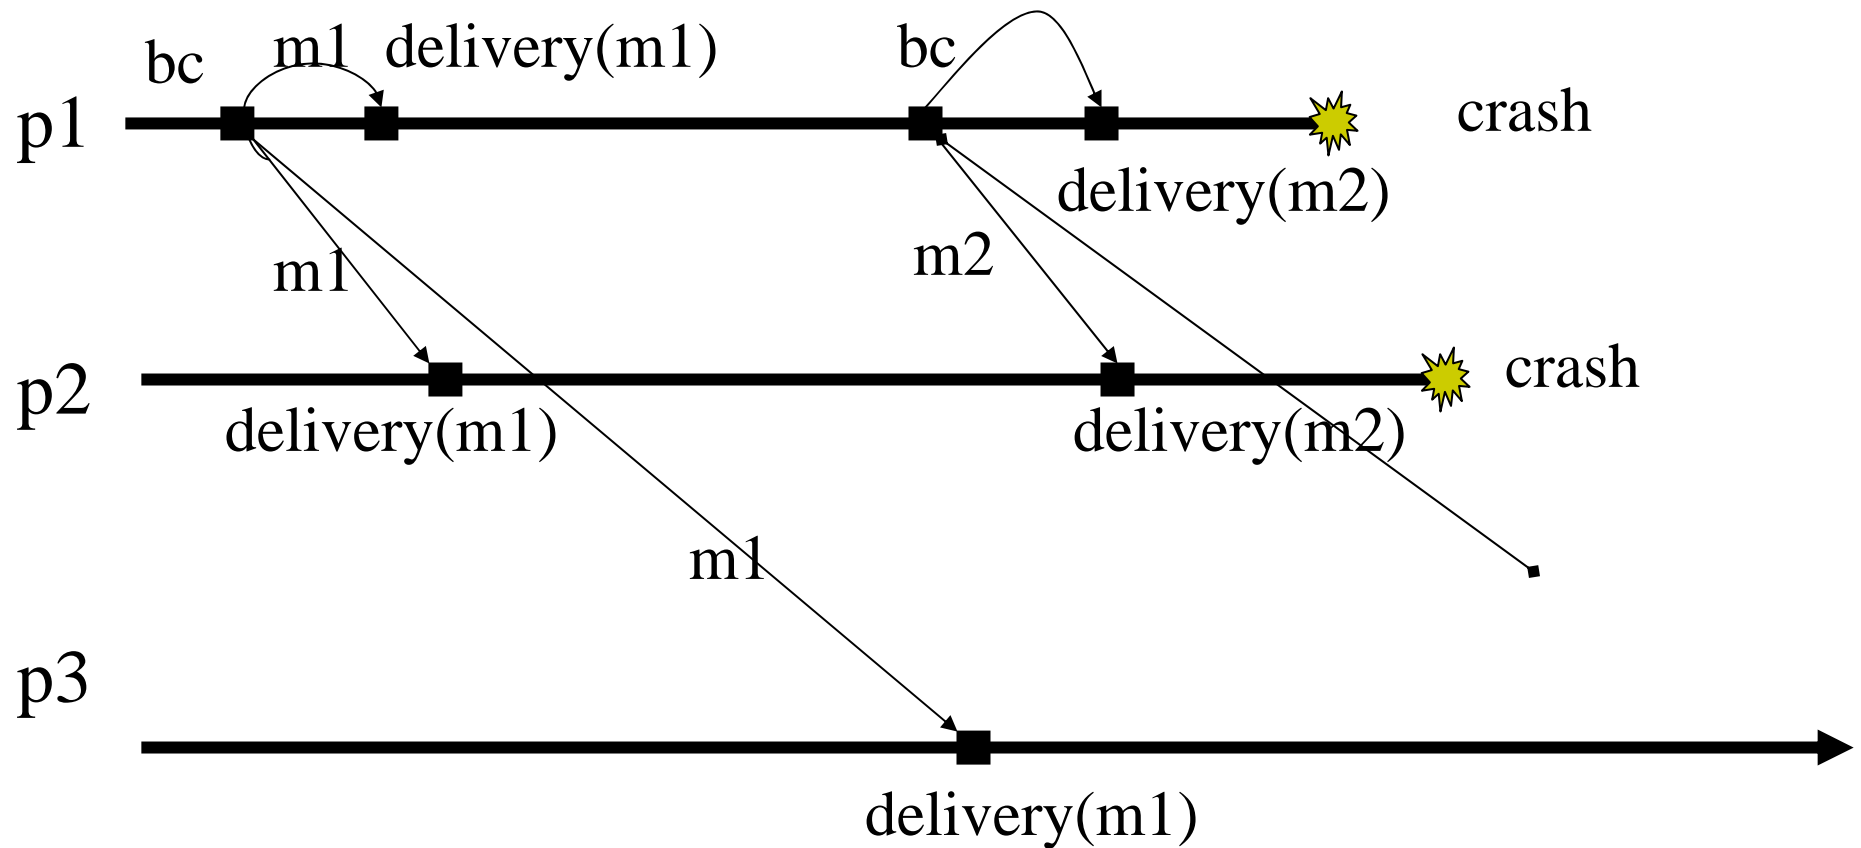 bc
m1
delivery(m1)
bc
p1
crash
delivery(m2)
m1
m2
p2
crash
delivery(m1)
delivery(m2)
m1
p3
delivery(m1)